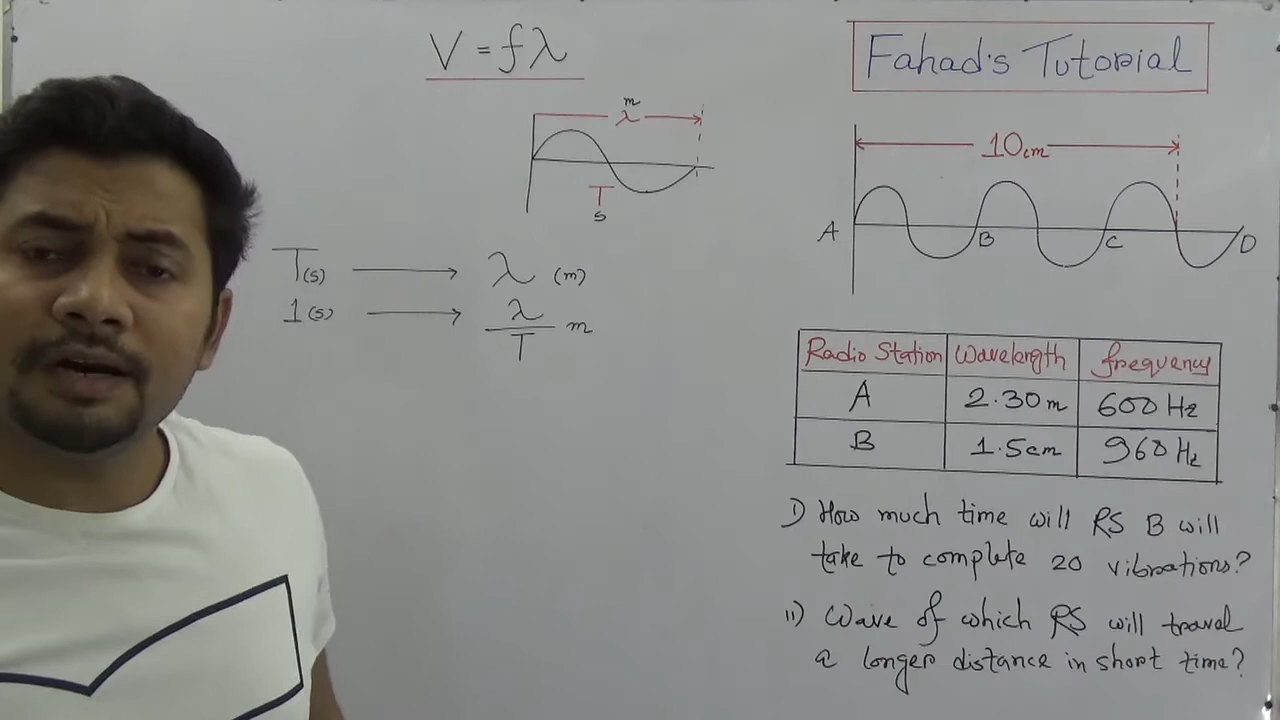 V = fλ
Fahad's Tutorial
m
λ
T
s
T(s) → λ (m)
1(s) → λ/T m
10cm
A B C D
Radio Station Wavelength frequency
A 2.30m 600 Hz
B 1.5cm 960 Hz
I) How much time will RS B will
take to complete 20 vibrations?
II) Wave of which RS will travel
a longer distance in short time?